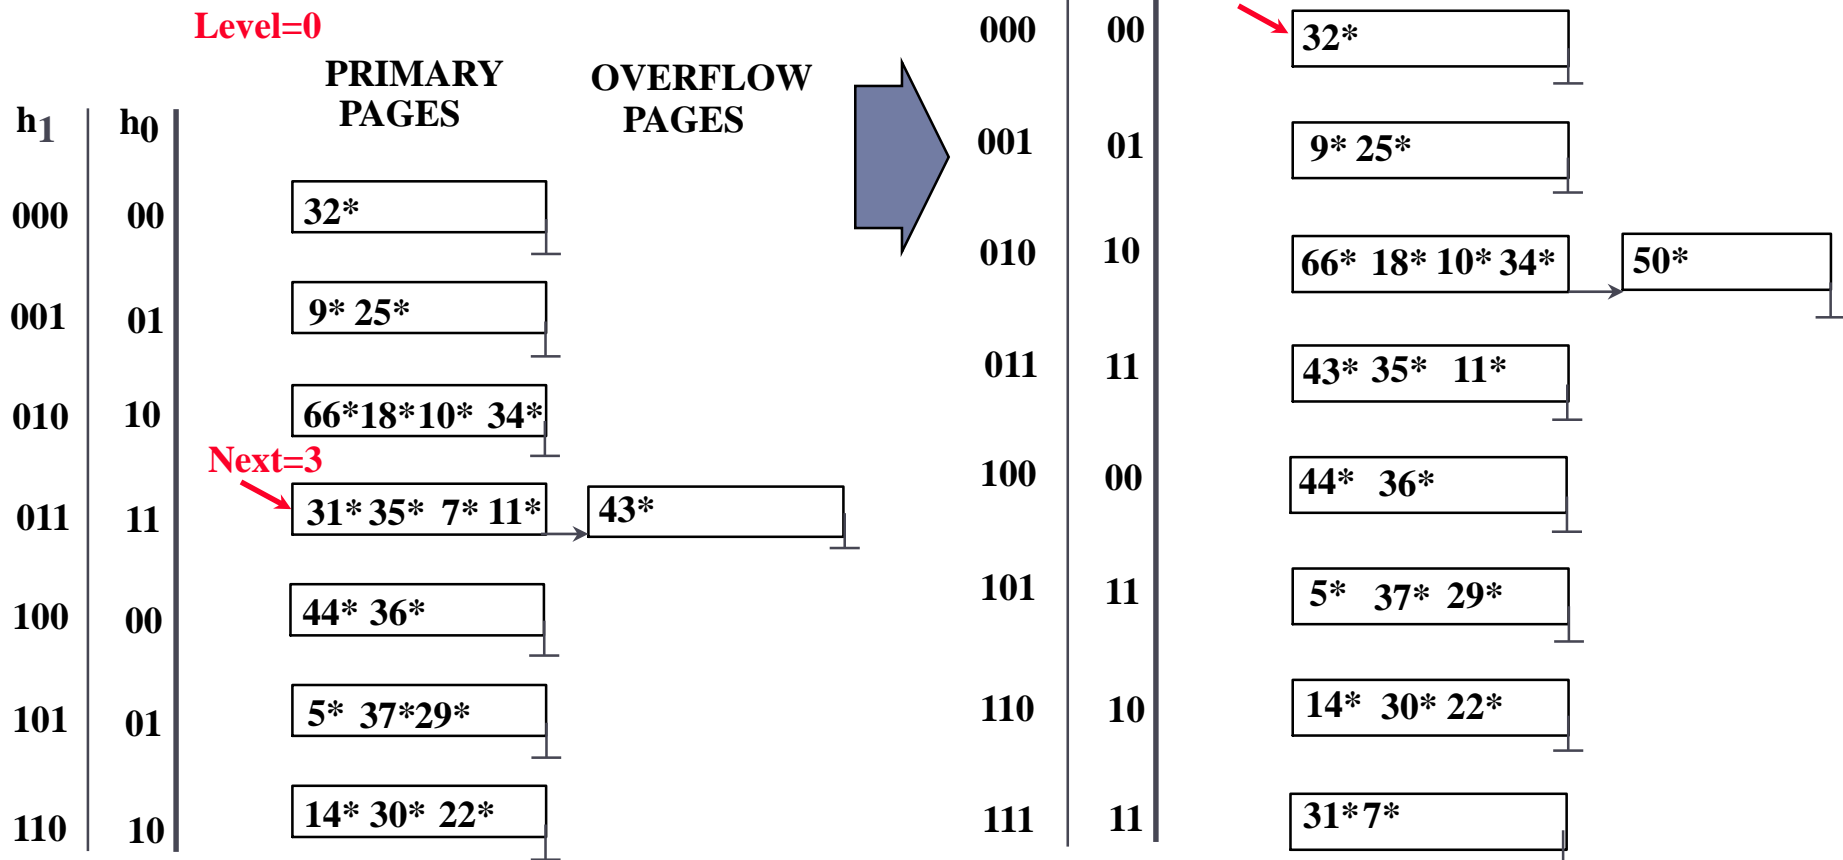 Level=0
PRIMARY PAGES
OVERFLOW PAGES
h1 h0
000 00 32*
001 01 9* 25*
010 10 66*18*10* 34*
Next=3
011 11 31* 35* 7* 11* 43*
100 00 44* 36*
101 01 5* 37*29*
110 10 14* 30* 22*
000 00 32*
001 01 9* 25*
010 10 66* 18* 10* 34* 50*
011 11 43* 35* 11*
100 00 44* 36*
101 11 5* 37* 29*
110 10 14* 30* 22*
111 11 31*7*